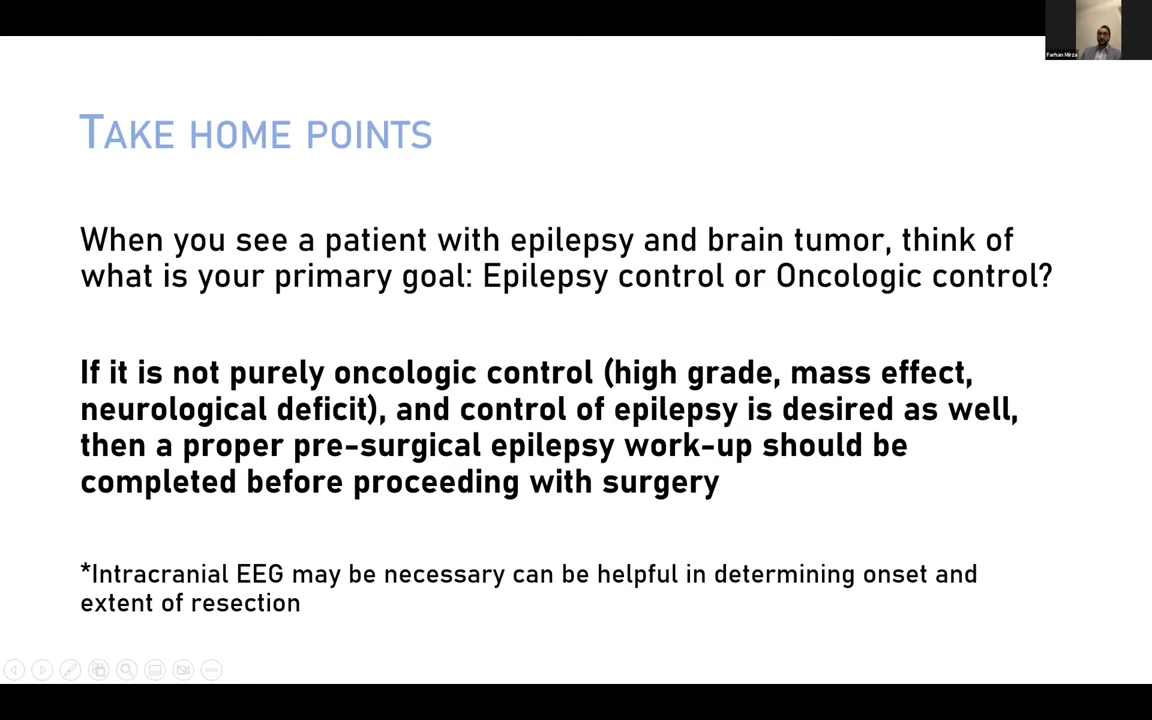 Farhan Mirza
TAKE HOME POINTS
When you see a patient with epilepsy and brain tumor, think of
what is your primary goal: Epilepsy control or Oncologic control?
If it is not purely oncologic control (high grade, mass effect,
neurological deficit), and control of epilepsy is desired as well,
then a proper pre-surgical epilepsy work-up should be
completed before proceeding with surgery
*Intracranial EEG may be necessary can be helpful in determining onset and
extent of resection